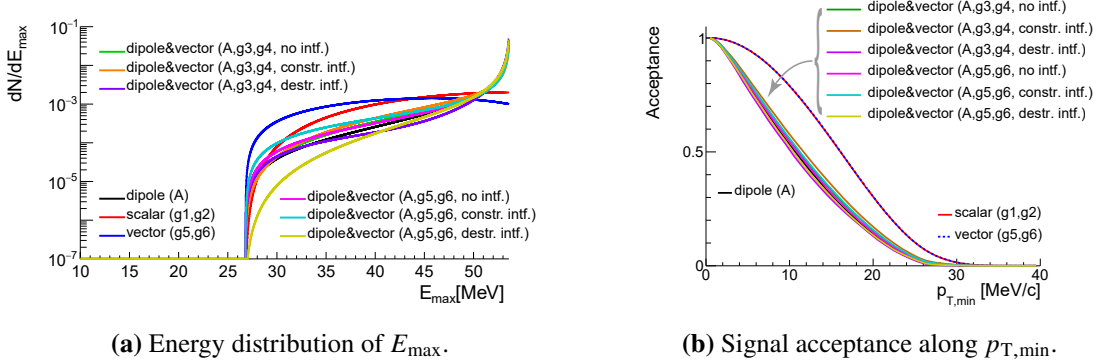 dN/dE_max
10⁻¹
10⁻³
10⁻⁵
10⁻⁷
dipole&vector (A,g3,g4, no intf.)
dipole&vector (A,g3,g4, constr. intf.)
dipole&vector (A,g3,g4, destr. intf.)
dipole (A)
scalar (g1,g2)
vector (g5,g6)
dipole&vector (A,g5,g6, no intf.)
dipole&vector (A,g5,g6, constr. intf.)
dipole&vector (A,g5,g6, destr. intf.)
10 15 20 25 30 35 40 45 50
E_max[MeV]
(a) Energy distribution of E_max.
Acceptance
1
0.5
0
dipole&vector (A,g3,g4, no intf.)
dipole&vector (A,g3,g4, constr. intf.)
dipole&vector (A,g3,g4, destr. intf.)
dipole&vector (A,g5,g6, no intf.)
dipole&vector (A,g5,g6, constr. intf.)
dipole&vector (A,g5,g6, destr. intf.)
dipole (A)
scalar (g1,g2)
vector (g5,g6)
0 10 20 30 40
p_T,min [MeV/c]
(b) Signal acceptance along p_T,min.